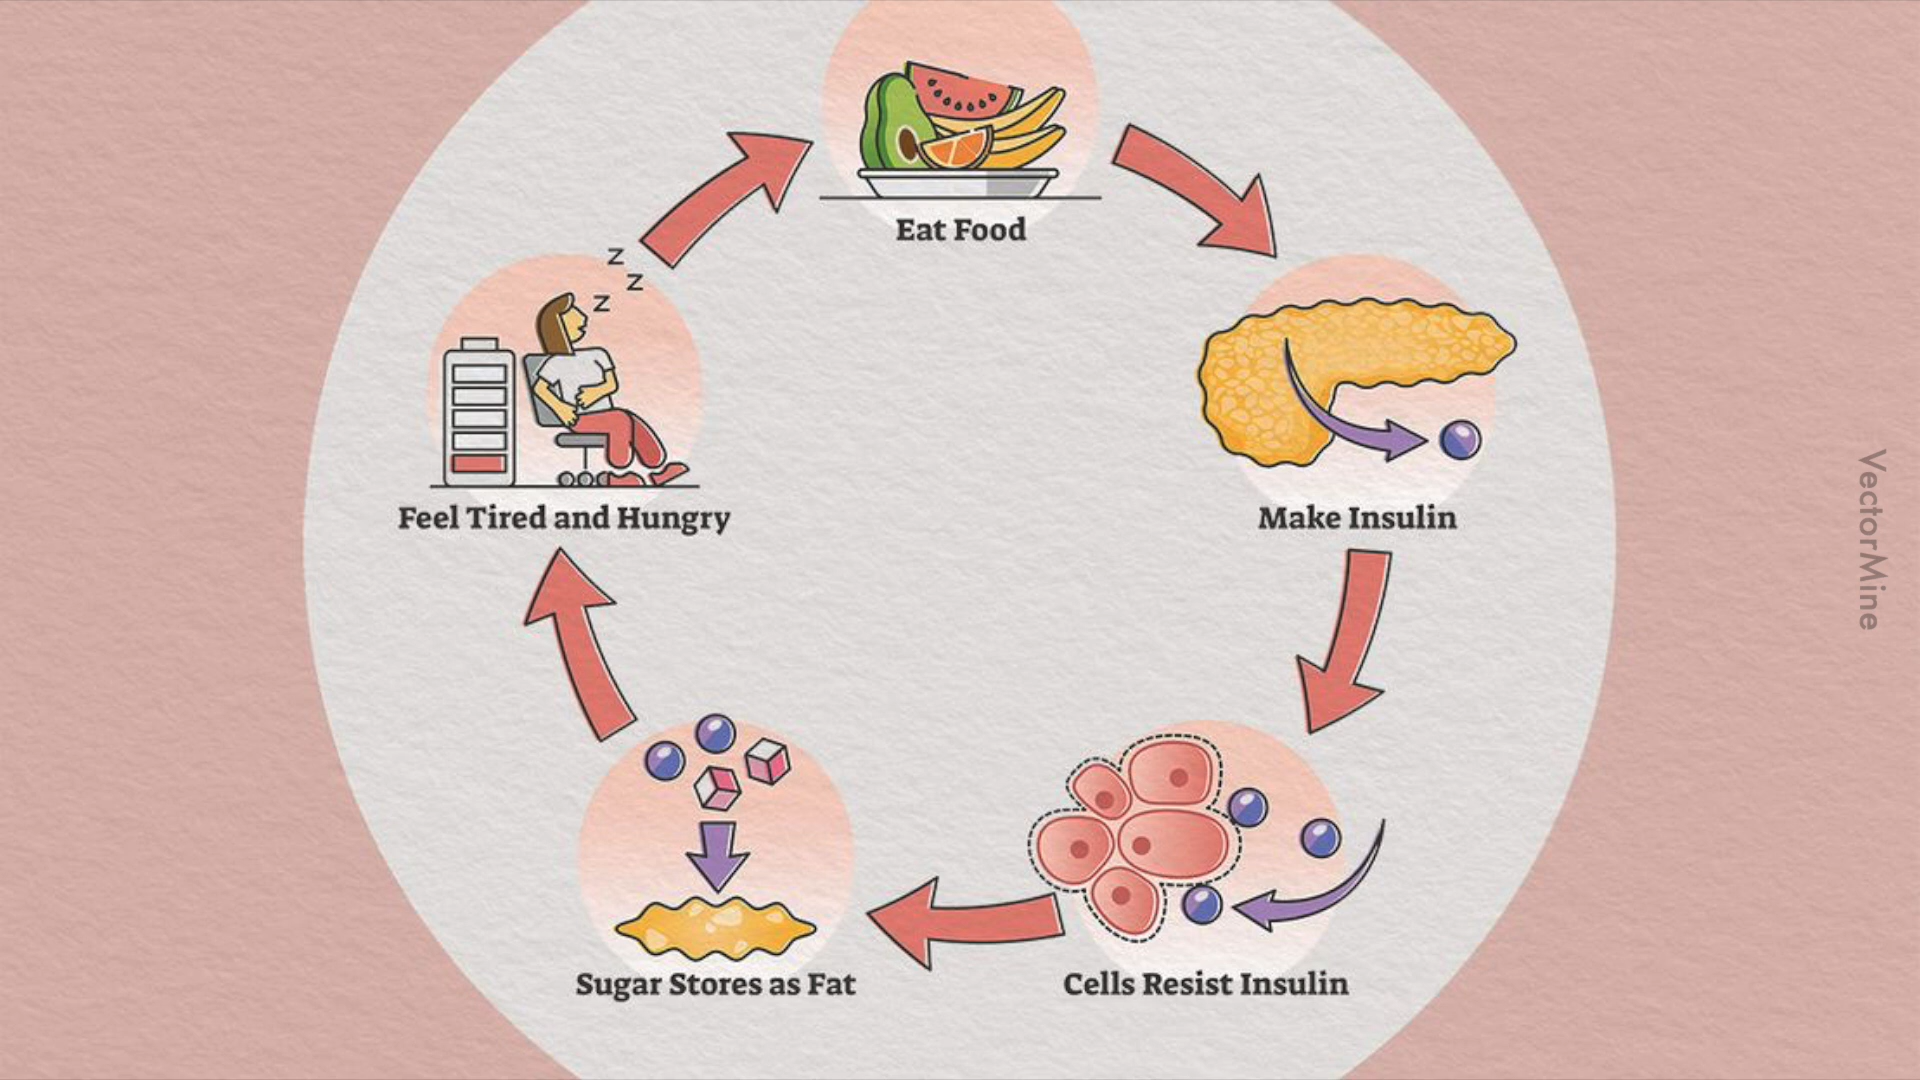 Eat Food
z
z
z
Feel Tired and Hungry
Make Insulin
Sugar Stores as Fat
Cells Resist Insulin
VectorMine